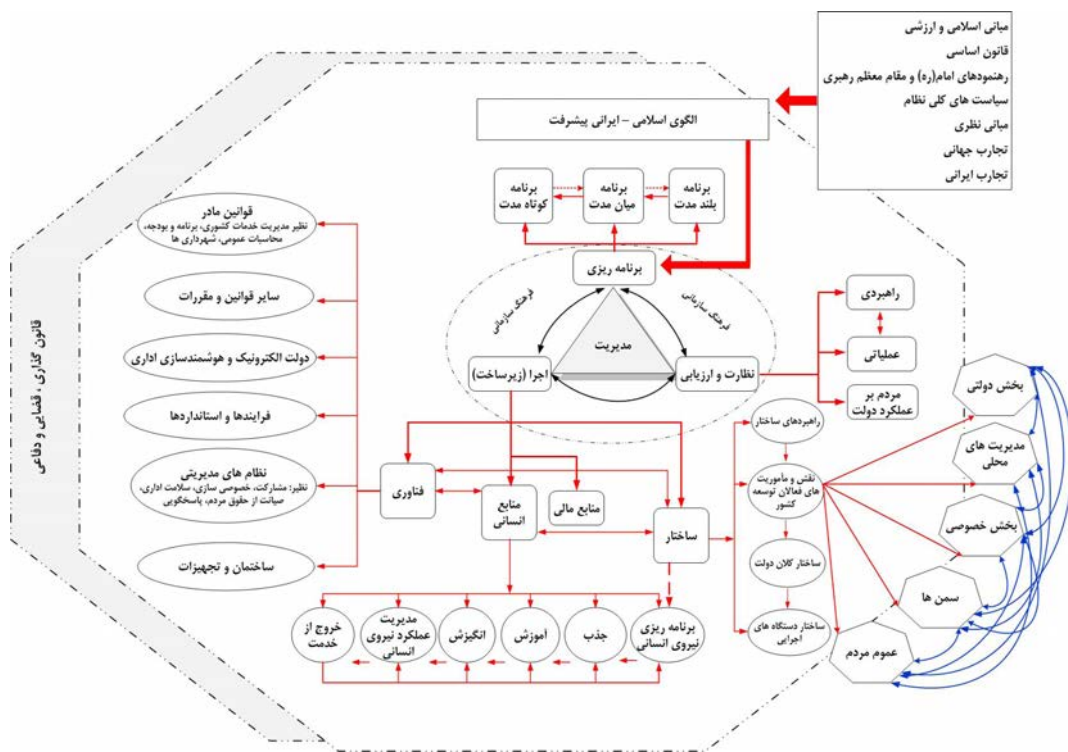 مبانی اسلامی و ارزشی
قانون اساسی
رهنمودهای امام(ره) و مقام معظم رهبری
سیاست های کلی نظام
مبانی نظری
تجارب جهانی
تجارب ایرانی
الگوی اسلامی – ایرانی پیشرفت
برنامه
بلند مدت
برنامه
میان مدت
برنامه
کوتاه مدت
برنامه ریزی
فرهنگ سازمانی
فرهنگ سازمانی
مدیریت
نظارت و ارزیابی
اجرا (زیرساخت)
راهبردی
عملیاتی
مردم بر
عملکرد دولت
قوانین مادر
نظیر مدیریت خدمات کشوری، برنامه و بودجه،
محاسبات عمومی، شهرداری ها
سایر قوانین و مقررات
دولت الکترونیک و هوشمندسازی اداری
فرایندها و استانداردها
نظام های مدیریتی
نظیر: مشارکت، خصوصی سازی، سلامت اداری،
صیانت از حقوق مردم، پاسخگویی
ساختمان و تجهیزات
قانون گذاری ، قضایی و دفاعی
فناوری
منابع
انسانی
منابع مالی
ساختار
راهبردهای ساختار
نقش و مأموریت
های فعالان توسعه
کشور
ساختار کلان دولت
ساختار دستگاه های
اجرایی
بخش دولتی
مدیریت های
محلی
بخش خصوصی
سمن ها
عموم مردم
برنامه ریزی
نیروی انسانی
جذب
آموزش
انگیزش
مدیریت
عملکرد نیروی
انسانی
خروج از
خدمت